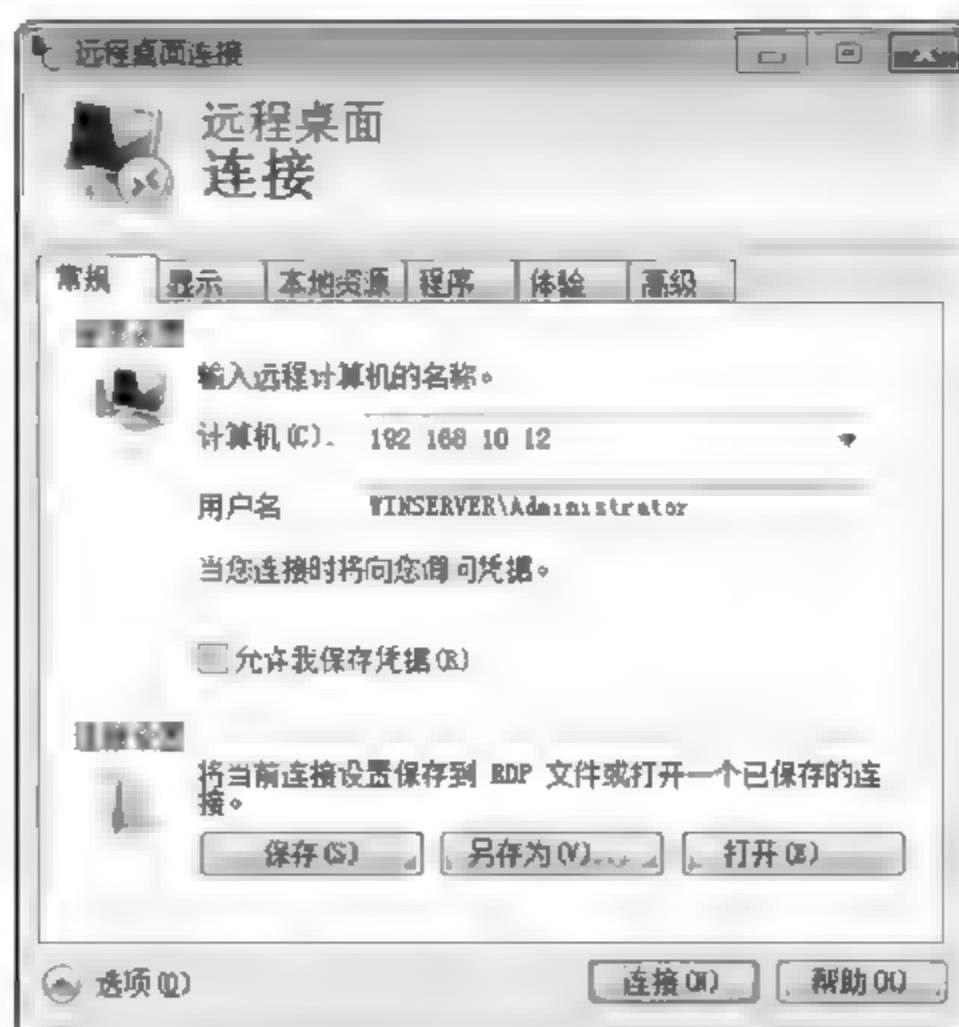 远程桌面连接
远程桌面
连接
常规 显示 本地资源 程序 体验 高级
输入远程计算机的名称。
计算机(C). 192 168 10 12
用户名 WINSERVER\Administrator
当您连接时将向您询问凭据。
允许我保存凭据(R)
连接设置
将当前连接设置保存到 RDP 文件或打开一个已保存的连
接。
保存(S) 另存为(V)... 打开(E)
选项(O) 连接(N) 帮助(H)